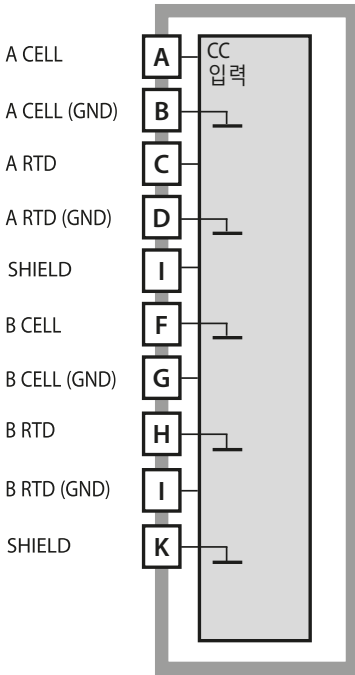 CC
입력
A CELL A
A CELL (GND) B
A RTD C
A RTD (GND) D
SHIELD I
B CELL F
B CELL (GND) G
B RTD H
B RTD (GND) I
SHIELD K